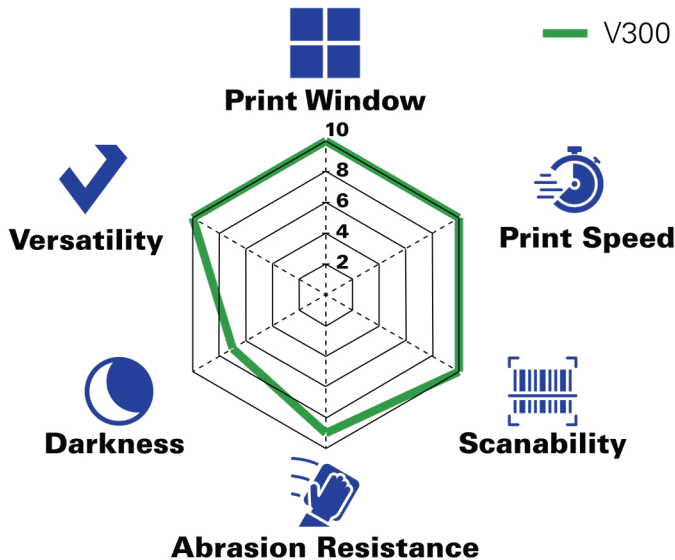 V300
Print Window
10
8
6
4
2
Versatility
Print Speed
Darkness
Scanability
Abrasion Resistance